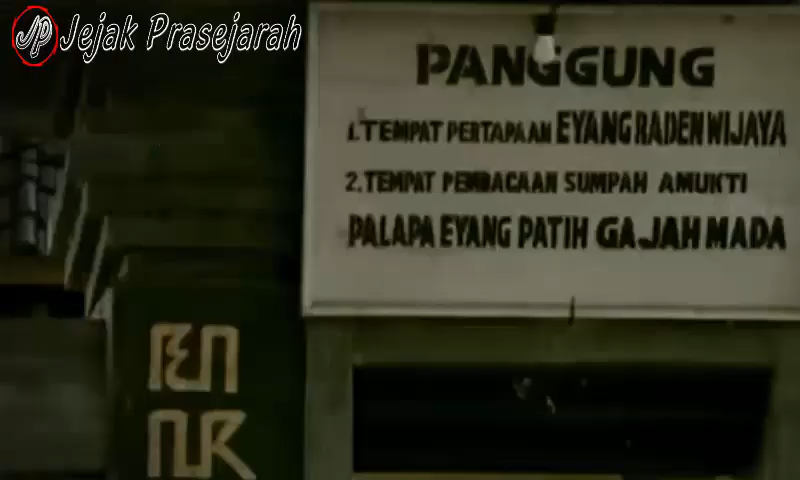 JP Jejak Prasejarah
PANGGUNG
1. TEMPAT PERTAPAAN EYANG RADEN WIJAYA
2. TEMPAT PEMBACAAN SUMPAH AMUKTI
PALAPA EYANG PATIH GAJAH MADA